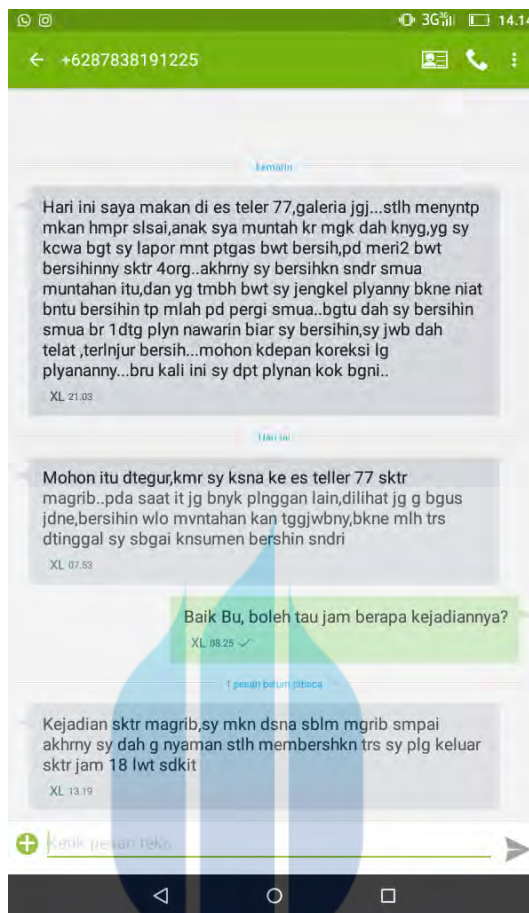 3G 14.14
+6287838191225
kemarin
Hari ini saya makan di es teler 77,galeria jgj...stlh menyntp
mkan hmpr slsai,anak sya muntah kr mgk dah knyg,yg sy
kcwa bgt sy lapor mnt ptgas bwt bersih,pd meri2 bwt
bersihinny sktr 4org..akhrny sy bersihkn sndr smua
muntahan itu,dan yg tmbh bwt sy jengkel plyanny bkne niat
bntu bersihin tp mlah pd pergi smua..bgtu dah sy bersihin
smua br 1dtg plyn nawarin biar sy bersihin,sy jwb dah
telat ,terlnjur bersih...mohon kdepan koreksi lg
plyananny...bru kali ini sy dpt plynan kok bgni..
XL 21.03
Hari ini
Mohon itu dtegur,kmr sy ksna ke es teller 77 sktr
magrib..pda saat it jg bnyk plnggan lain,dilihat jg g bgus
jdne,bersihin wlo mvntahan kan tggjwbny,bkne mlh trs
dtinggal sy sbgai knsumen bershin sndri
XL 07.53
Baik Bu, boleh tau jam berapa kejadiannya?
XL 08.25
1 pesan belum dibaca
Kejadian sktr magrib,sy mkn dsna sblm mgrib smpai
akhrny sy dah g nyaman stlh membershkn trs sy plg keluar
sktr jam 18 lwt sdkit
XL 13.19
Ketik pesan teks